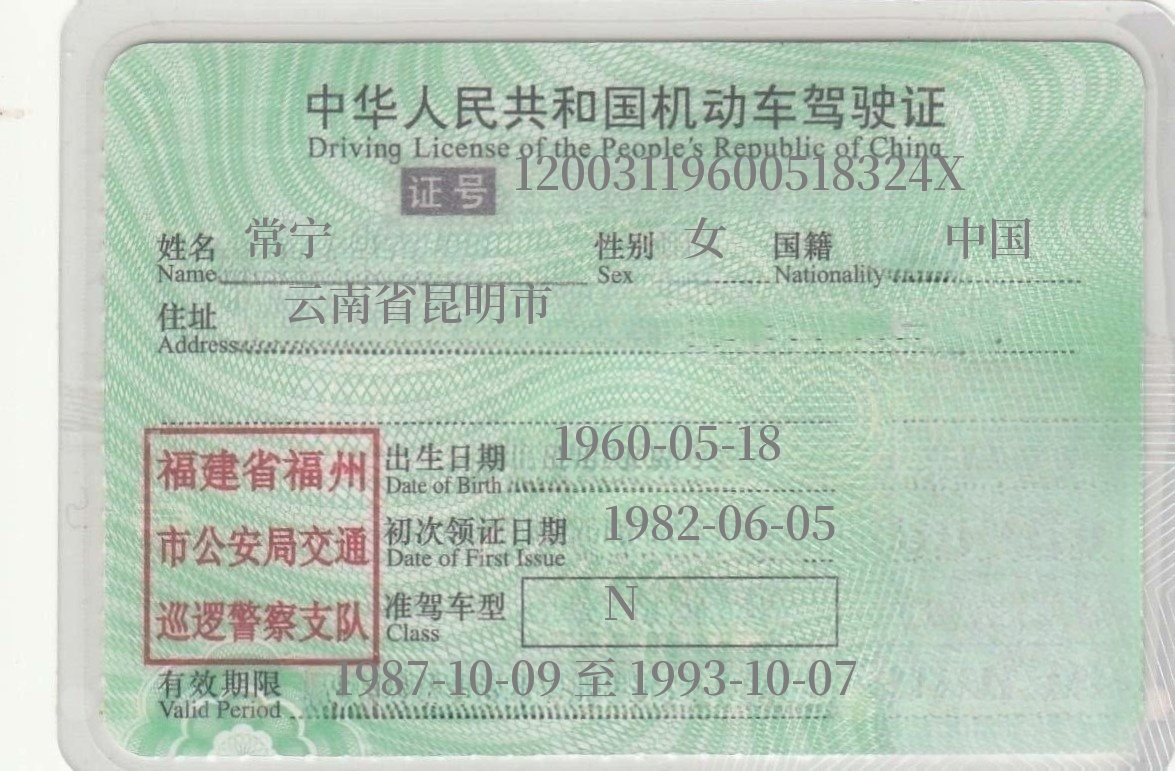 中华人民共和国机动车驾驶证
Driving License of the People's Republic of China
证号 12003119600518324X
姓名 常宁 性别 女 国籍 中国
Name Sex Nationality
住址 云南省昆明市
Address
福建省福州
市公安局交通
巡逻警察支队
出生日期 1960-05-18
Date of Birth
初次领证日期 1982-06-05
Date of First Issue
准驾车型 N
Class
有效期限 1987-10-09 至 1993-10-07
Valid Period